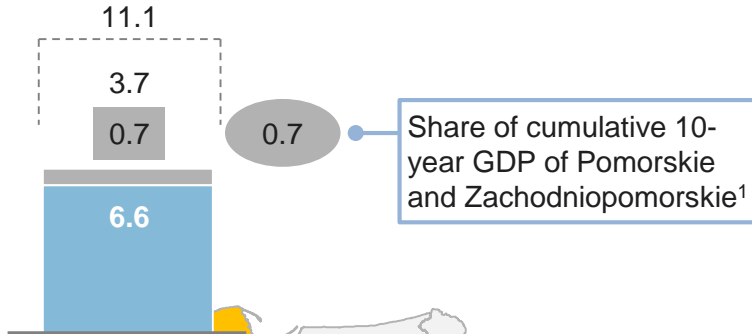 11.1
3.7
0.7
0.7
Share of cumulative 10-
year GDP of Pomorskie
and Zachodniopomorskie¹
6.6